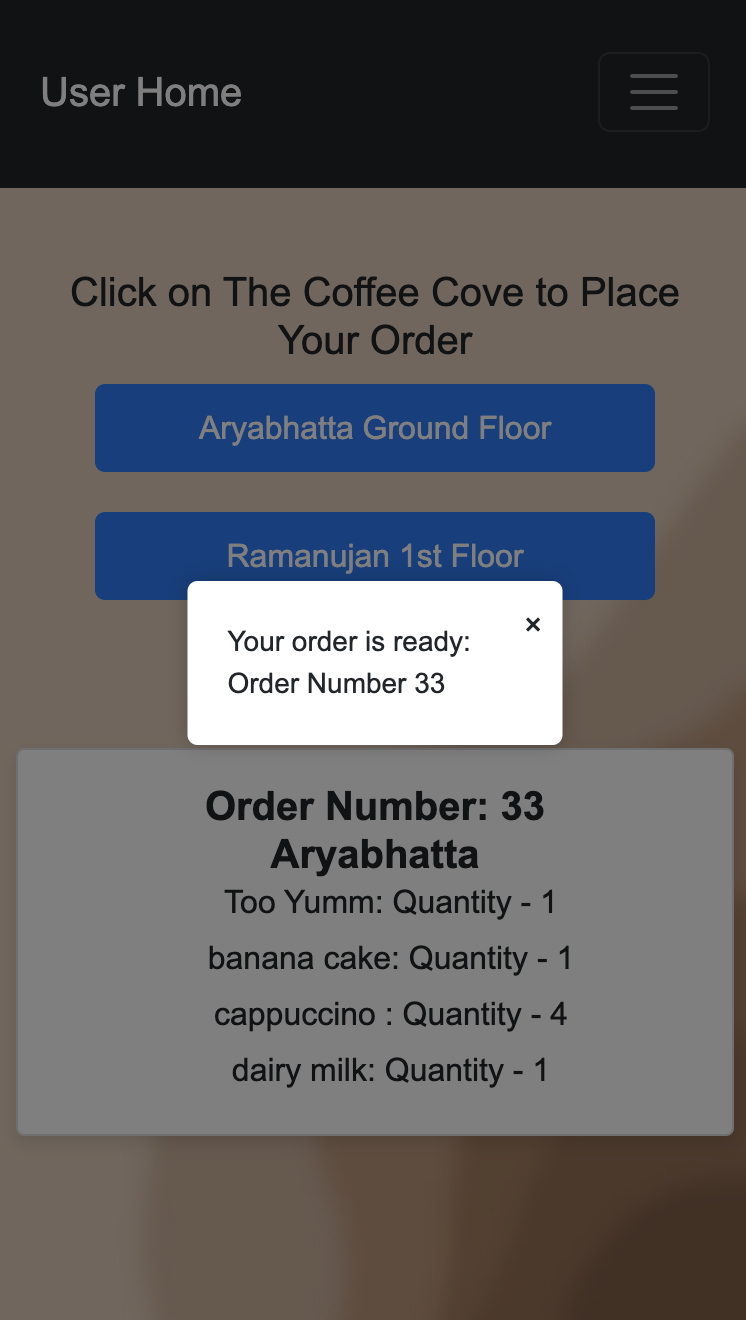 User Home
Click on The Coffee Cove to Place
Your Order
Aryabhatta Ground Floor
Ramanujan 1st Floor
×
Your order is ready:
Order Number 33
Order Number: 33
Aryabhatta
Too Yumm: Quantity - 1
banana cake: Quantity - 1
cappuccino : Quantity - 4
dairy milk: Quantity - 1